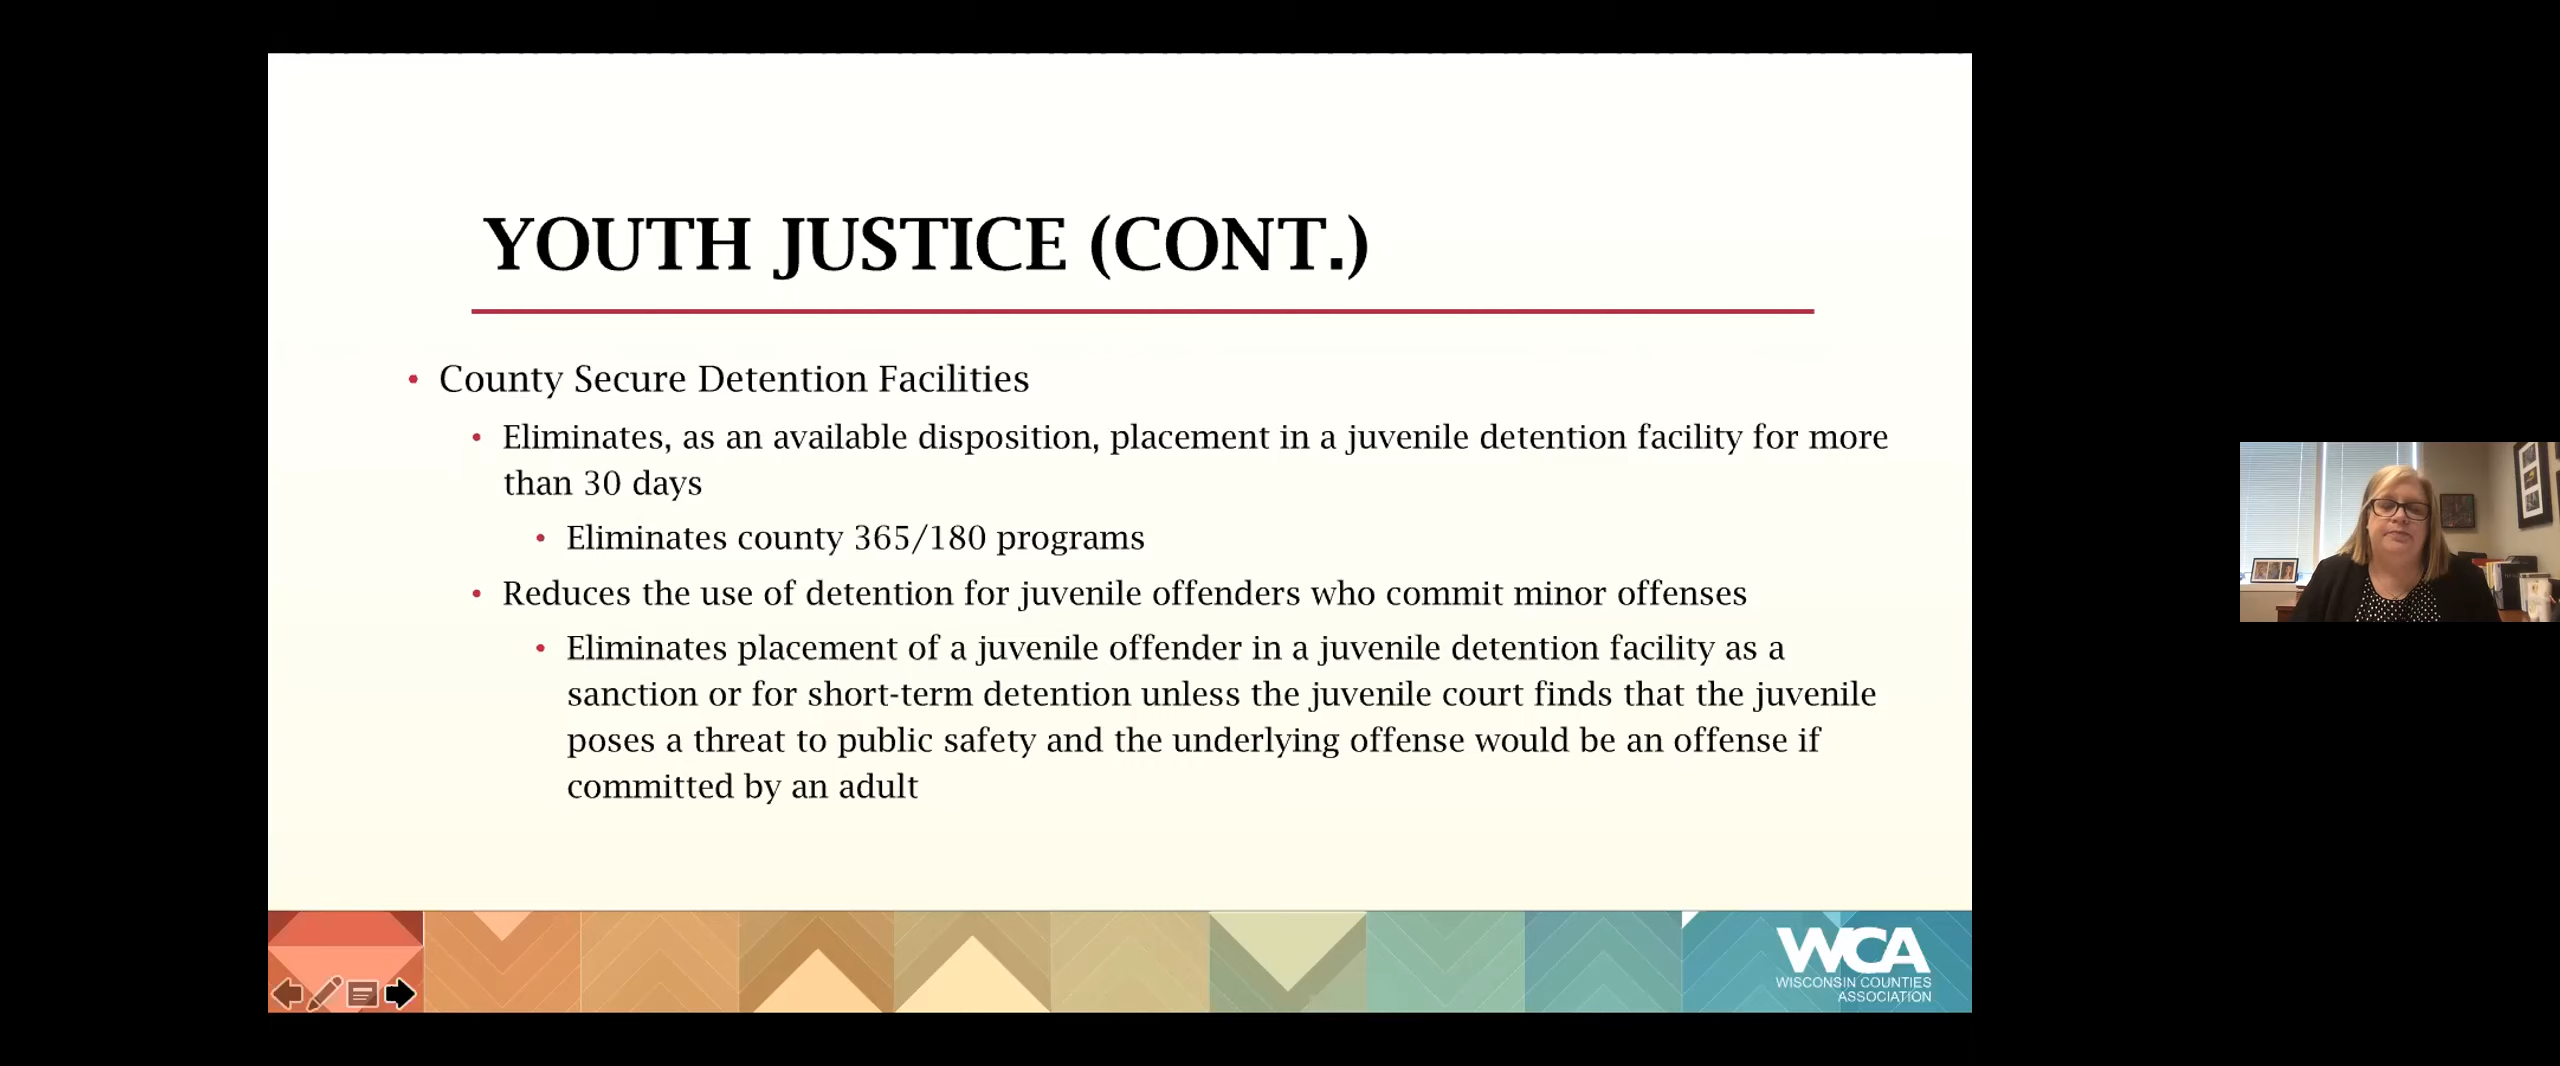 YOUTH JUSTICE (CONT.)
• County Secure Detention Facilities
• Eliminates, as an available disposition, placement in a juvenile detention facility for more
than 30 days
• Eliminates county 365/180 programs
• Reduces the use of detention for juvenile offenders who commit minor offenses
• Eliminates placement of a juvenile offender in a juvenile detention facility as a
sanction or for short-term detention unless the juvenile court finds that the juvenile
poses a threat to public safety and the underlying offense would be an offense if
committed by an adult
WCA
WISCONSIN COUNTIES
ASSOCIATION